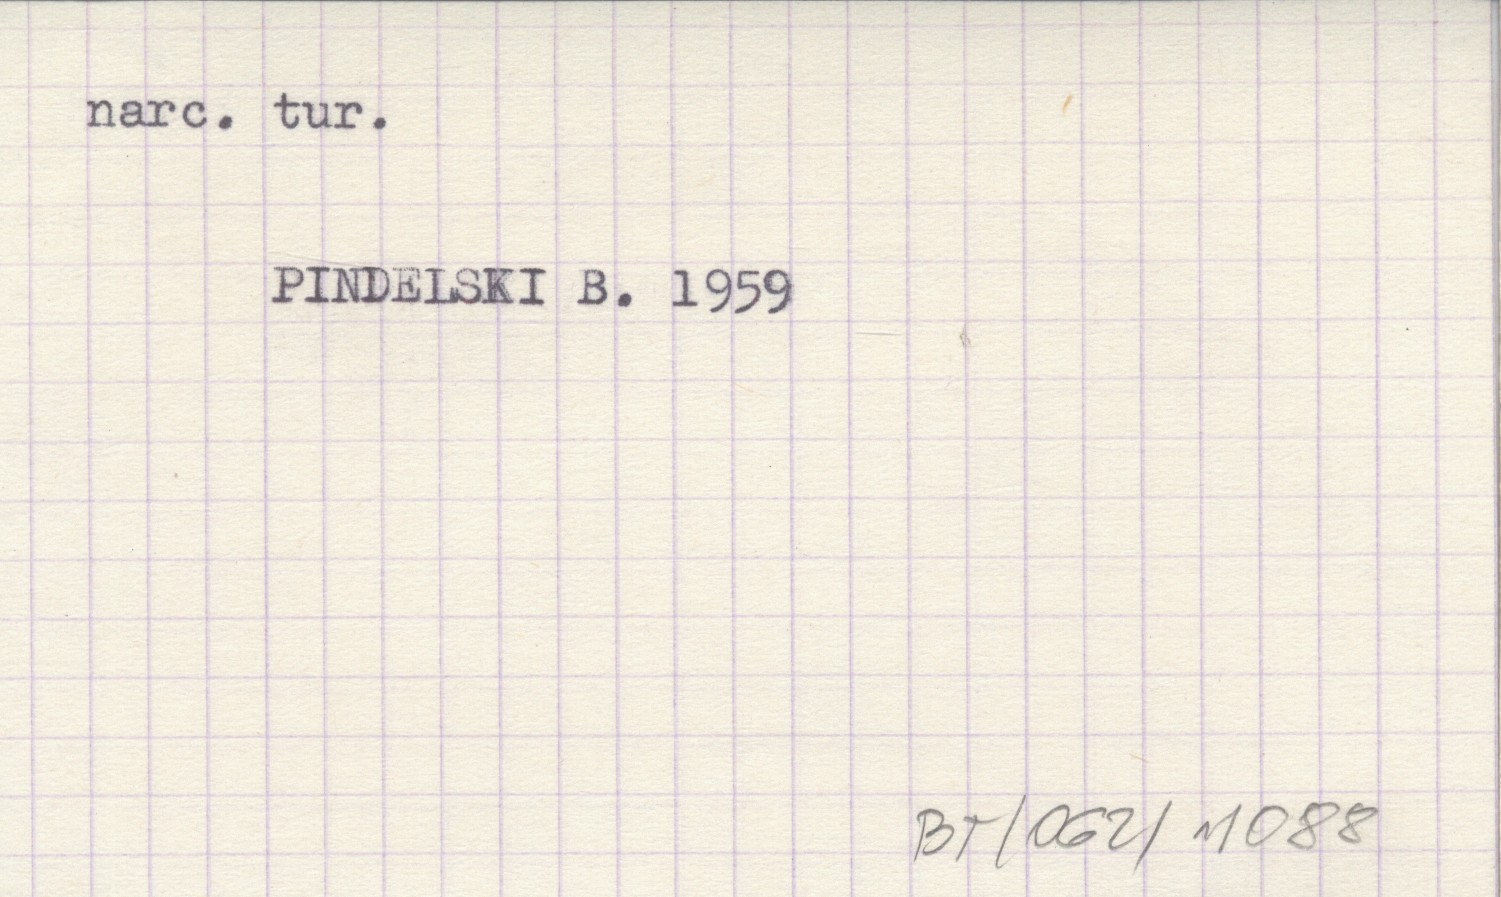 narc. tur.
PINDELSKI B. 1959
BT/062/1088